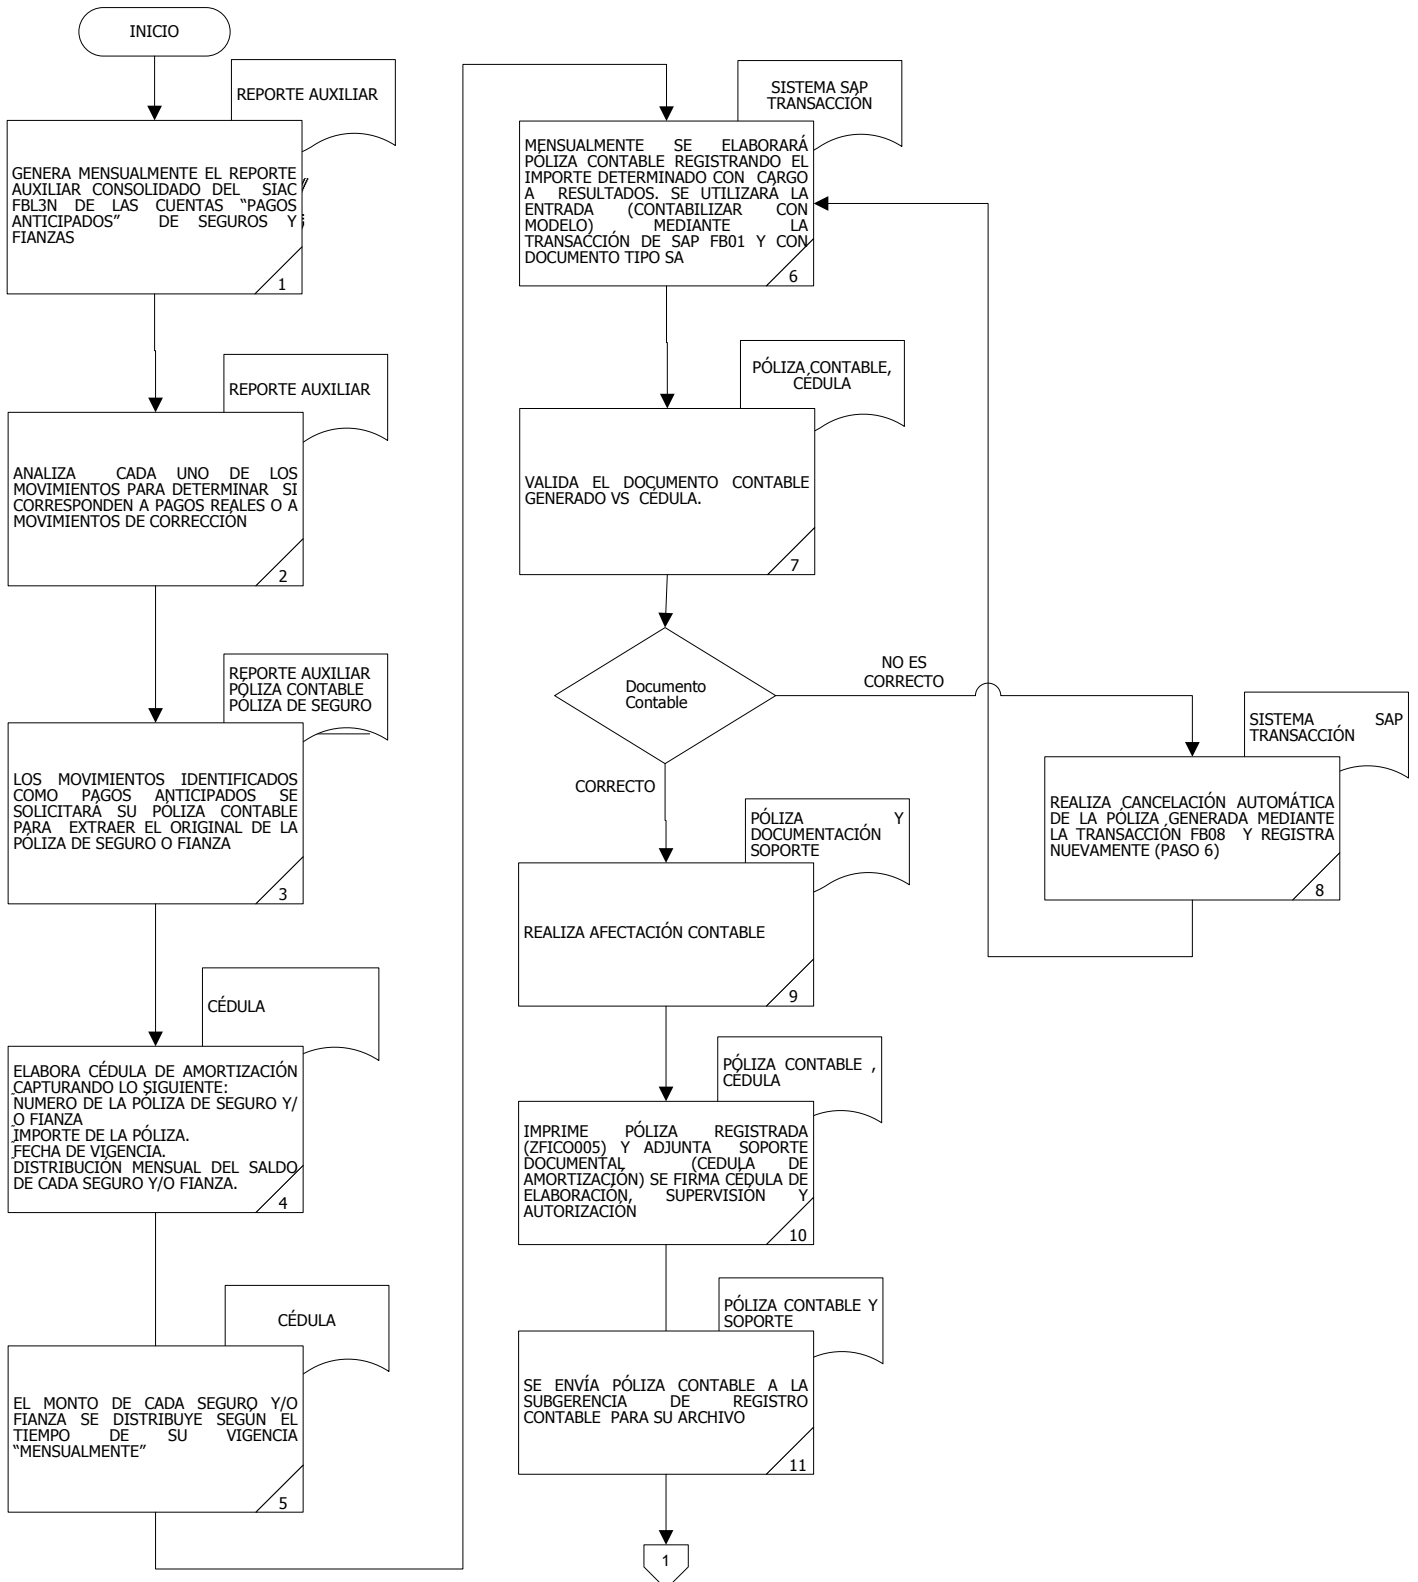 INICIO
REPORTE AUXILIAR
GENERA MENSUALMENTE EL REPORTE
AUXILIAR CONSOLIDADO DEL SIAC
FBL3N DE LAS CUENTAS “PAGOS
ANTICIPADOS” DE SEGUROS Y
FIANZAS
1
REPORTE AUXILIAR
ANALIZA CADA UNO DE LOS
MOVIMIENTOS PARA DETERMINAR SI
CORRESPONDEN A PAGOS REALES O A
MOVIMIENTOS DE CORRECCIÓN
2
REPORTE AUXILIAR
PÓLIZA CONTABLE
PÓLIZA DE SEGURO
LOS MOVIMIENTOS IDENTIFICADOS
COMO PAGOS ANTICIPADOS SE
SOLICITARÁ SU PÓLIZA CONTABLE
PARA EXTRAER EL ORIGINAL DE LA
PÓLIZA DE SEGURO O FIANZA
3
CÉDULA
ELABORA CÉDULA DE AMORTIZACIÓN
CAPTURANDO LO SIGUIENTE:
NUMERO DE LA PÓLIZA DE SEGURO Y/
O FIANZA
IMPORTE DE LA PÓLIZA.
FECHA DE VIGENCIA.
DISTRIBUCIÓN MENSUAL DEL SALDO
DE CADA SEGURO Y/O FIANZA.
4
CÉDULA
EL MONTO DE CADA SEGURO Y/O
FIANZA SE DISTRIBUYE SEGÚN EL
TIEMPO DE SU VIGENCIA
“MENSUALMENTE”
5
SISTEMA SAP
TRANSACCIÓN
MENSUALMENTE SE ELABORARÁ
PÓLIZA CONTABLE REGISTRANDO EL
IMPORTE DETERMINADO CON CARGO
A RESULTADOS. SE UTILIZARÁ LA
ENTRADA (CONTABILIZAR CON
MODELO) MEDIANTE LA
TRANSACCIÓN DE SAP FB01 Y CON
DOCUMENTO TIPO SA
6
PÓLIZA CONTABLE,
CÉDULA
VALIDA EL DOCUMENTO CONTABLE
GENERADO VS CÉDULA.
7
Documento
Contable
NO ES
CORRECTO
CORRECTO
SISTEMA SAP
TRANSACCIÓN
REALIZA CANCELACIÓN AUTOMÁTICA
DE LA PÓLIZA GENERADA MEDIANTE
LA TRANSACCIÓN FB08 Y REGISTRA
NUEVAMENTE (PASO 6)
8
PÓLIZA Y
DOCUMENTACIÓN
SOPORTE
REALIZA AFECTACIÓN CONTABLE
9
PÓLIZA CONTABLE ,
CÉDULA
IMPRIME PÓLIZA REGISTRADA
(ZFICO005) Y ADJUNTA SOPORTE
DOCUMENTAL (CEDULA DE
AMORTIZACIÓN) SE FIRMA CÉDULA DE
ELABORACIÓN, SUPERVISIÓN Y
AUTORIZACIÓN
10
PÓLIZA CONTABLE Y
SOPORTE
SE ENVÍA PÓLIZA CONTABLE A LA
SUBGERENCIA DE REGISTRO
CONTABLE PARA SU ARCHIVO
11
1